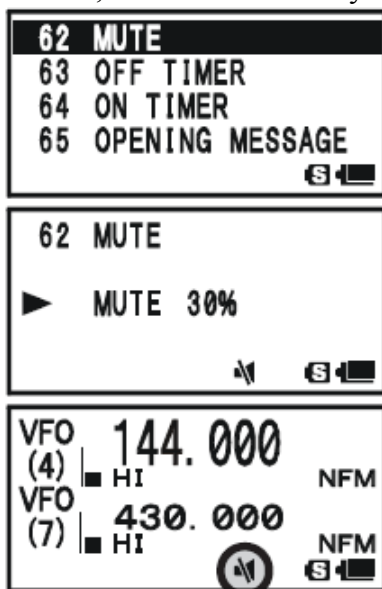 62 MUTE
63 OFF TIMER
64 ON TIMER
65 OPENING MESSAGE
S
62 MUTE
MUTE 30%
S
VFO
(4) 144.000
HI NFM
VFO
(7) 430.000
HI NFM
S